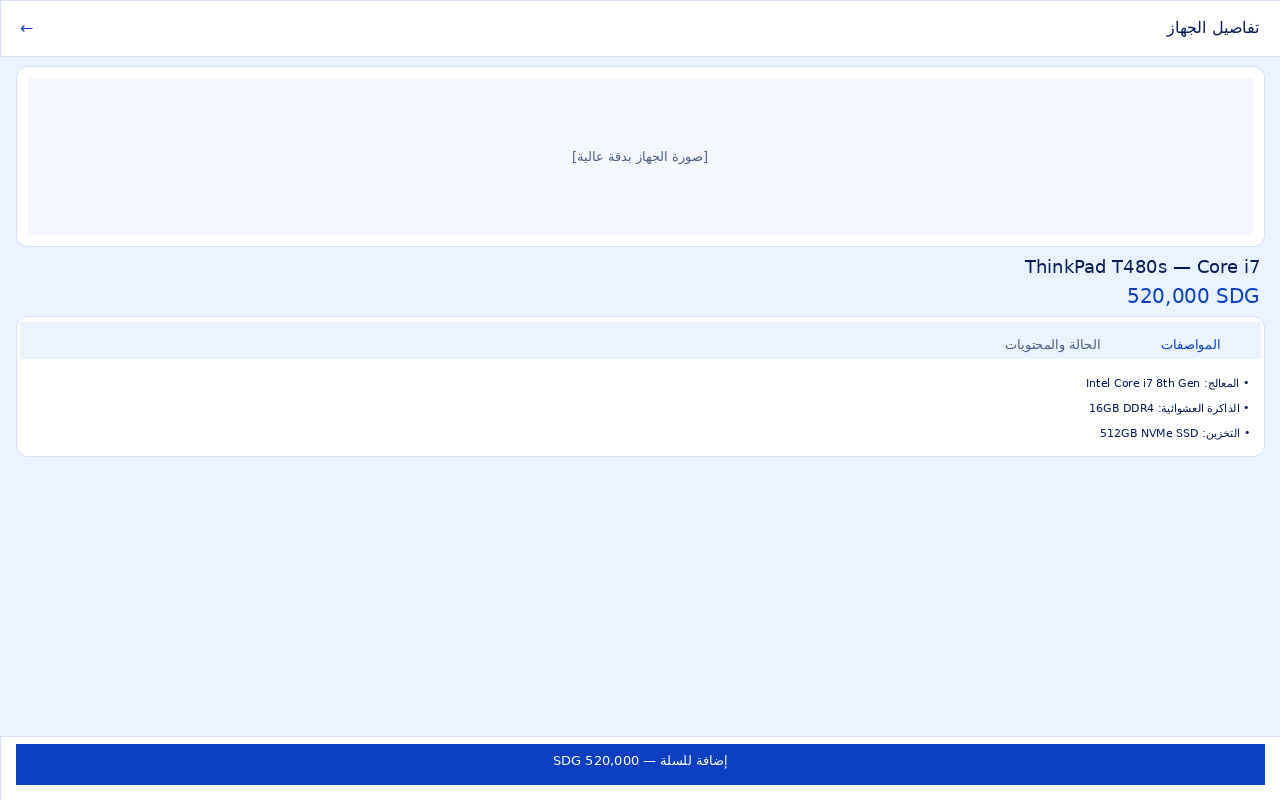 تفاصيل الجهاز
←
[صورة الجهاز بدقة عالية]
ThinkPad T480s — Core i7
520,000 SDG
المواصفات
الحالة والمحتويات
• المعالج: Intel Core i7 8th Gen
• الذاكرة العشوائية: 16GB DDR4
• التخزين: 512GB NVMe SSD
إضافة للسلة — 520,000 SDG